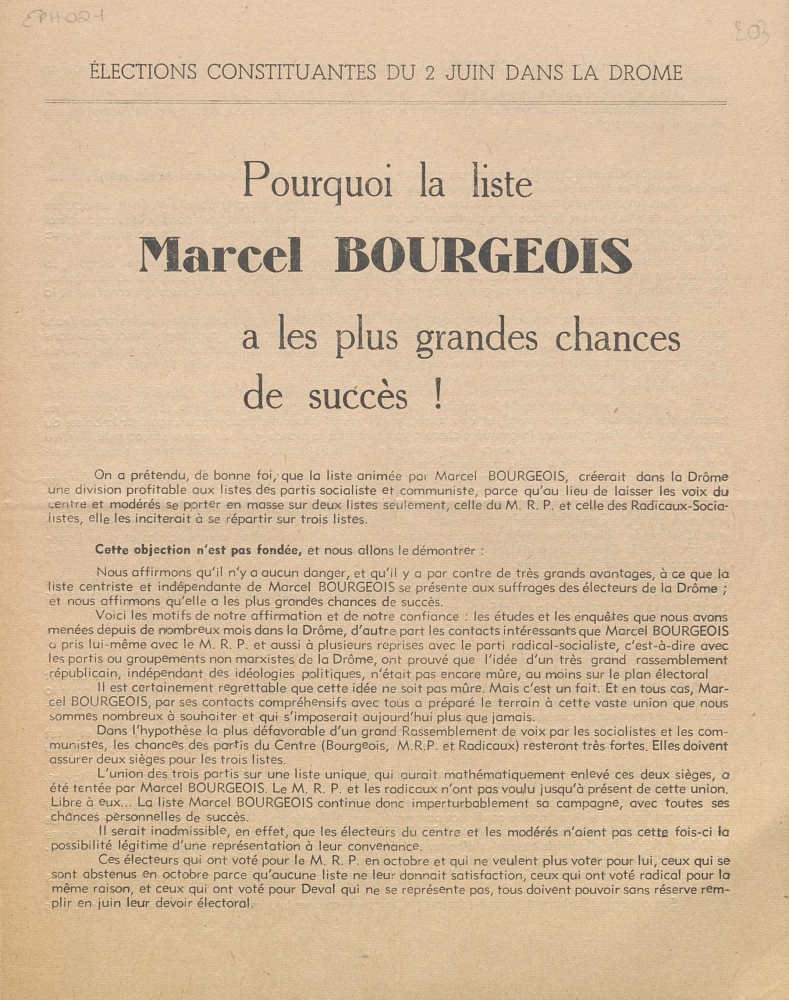 EPH OQ-1
203
ÉLECTIONS CONSTITUANTES DU 2 JUIN DANS LA DROME
Pourquoi la liste
Marcel BOURGEOIS
a les plus grandes chances
de succès !
On a prétendu, de bonne foi, que la liste animée par Marcel BOURGEOIS, créerait dans la Drôme
une division profitable aux listes des partis socialiste et communiste, parce qu'au lieu de laisser les voix du
centre et modérés se porter en masse sur deux listes seulement, celle du M. R. P. et celle des Radicaux-Socia-
listes, elle les inciterait à se répartir sur trois listes.
Cette objection n'est pas fondée, et nous allons le démontrer :
Nous affirmons qu'il n'y a aucun danger, et qu'il y a par contre de très grands avantages, à ce que la
liste centriste et indépendante de Marcel BOURGEOIS se présente aux suffrages des électeurs de la Drôme ;
et nous affirmons qu'elle a les plus grandes chances de succès.
Voici les motifs de notre affirmation et de notre confiance : les études et les enquêtes que nous avons
menées depuis de nombreux mois dans la Drôme, d'autre part les contacts intéressants que Marcel BOURGEOIS
a pris lui-même avec le M. R. P. et aussi à plusieurs reprises avec le parti radical-socialiste, c'est-à-dire avec
les partis ou groupements non marxistes de la Drôme, ont prouvé que l'idée d'un très grand rassemblement
républicain, indépendant des idéologies politiques, n'était pas encore mûre, au moins sur le plan électoral
Il est certainement regrettable que cette idée ne soit pas mûre. Mais c'est un fait. Et en tous cas, Mar-
cel BOURGEOIS, par ses contacts compréhensifs avec tous a préparé le terrain à cette vaste union que nous
sommes nombreux à souhaiter et qui s'imposerait aujourd'hui plus que jamais.
Dans l'hypothèse la plus défavorable d'un grand Rassemblement de voix par les socialistes et les com-
munistes, les chances des partis du Centre (Bourgeois, M.R.P. et Radicaux) resteront très fortes. Elles doivent
assurer deux sièges pour les trois listes.
L'union des trois partis sur une liste unique, qui aurait mathématiquement enlevé ces deux sièges, a
été tentée par Marcel BOURGEOIS. Le M. R. P. et les radicaux n'ont pas voulu jusqu'à présent de cette union.
Libre à eux... La liste Marcel BOURGEOIS continue donc imperturbablement sa campagne, avec toutes ses
chances personnelles de succès.
Il serait inadmissible, en effet, que les électeurs du centre et les modérés n'aient pas cette fois-ci la
possibilité légitime d'une représentation à leur convenance.
Ces électeurs qui ont voté pour le M. R. P. en octobre et qui ne veulent plus voter pour lui, ceux qui se
sont abstenus en octobre parce qu'aucune liste ne leur donnait satisfaction, ceux qui ont voté radical pour la
même raison, et ceux qui ont voté pour Deval qui ne se représente pas, tous doivent pouvoir sans réserve rem-
plir en juin leur devoir électoral.